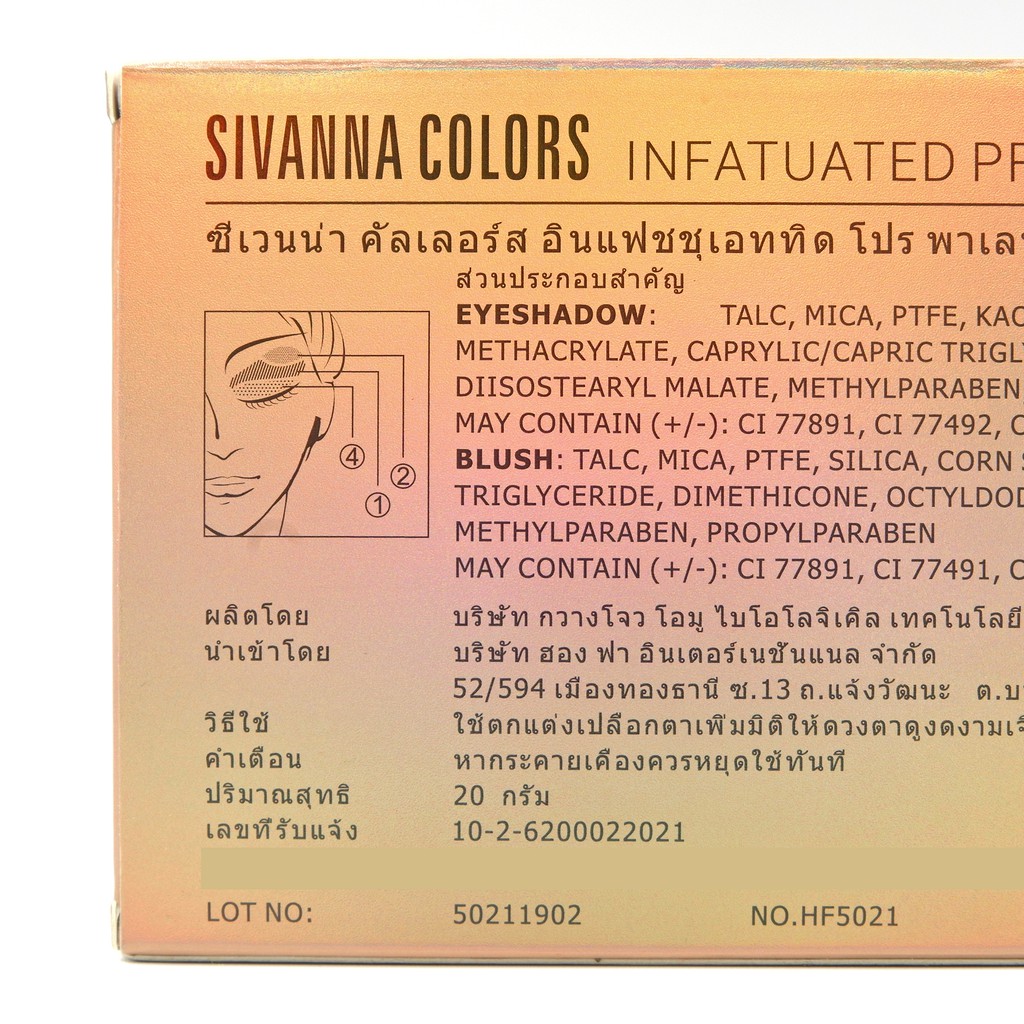 SIVANNA COLORS INFATUATED
ซีเวนน่า คัลเลอร์ส อินแฟชชุเอททิด โปร
ส่วนประกอบสำคัญ
EYESHADOW: TALC, MICA, PTFE,
METHACRYLATE, CAPRYLIC/CAPRIC
DIISOSTEARYL MALATE, METHYLPARABEN
MAY CONTAIN (+/-): CI 77891, CI 77492,
BLUSH: TALC, MICA, PTFE, SILICA, CORN
TRIGLYCERIDE, DIMETHICONE,
METHYLPARABEN, PROPYLPARABEN
MAY CONTAIN (+/-): CI 77891, CI 77491,
④
②
①
ผลิตโดย บริษัท กวางโจว โอมู ไบโอโลจิเคิล เทคโนโลยี
นำเข้าโดย บริษัท ฮอง ฟา อินเตอร์เนชั่นแนล จำกัด
52/594 เมืองทองธานี ซ.13 ถ.แจ้งวัฒนะ
วิธีใช้ ใช้ตกแต่งเปลือกตาเพิ่มมิติให้ดวงตาดูงดงาม
คำเตือน หากระคายเคืองควรหยุดใช้ทันที
ปริมาณสุทธิ 20 กรัม
เลขที่รับแจ้ง 10-2-6200022021
LOT NO: 50211902 NO.HF5021